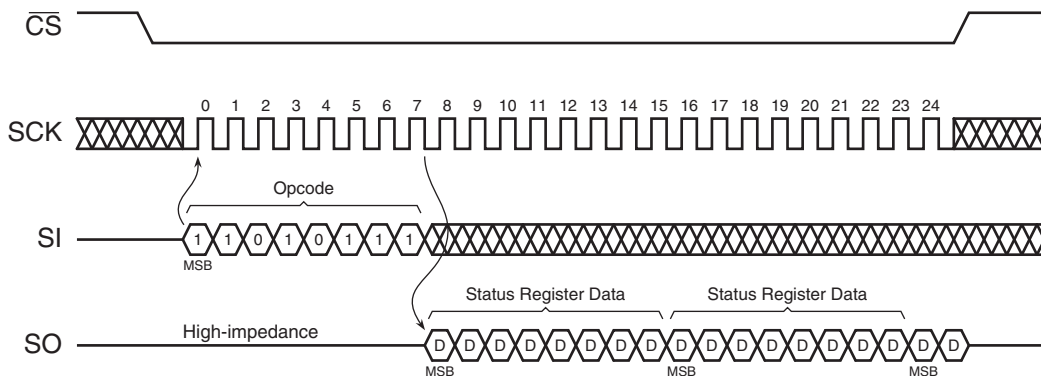 CS
0 1 2 3 4 5 6 7 8 9 10 11 12 13 14 15 16 17 18 19 20 21 22 23 24
SCK
Opcode
SI 1 1 0 1 0 1 1 1
MSB
Status Register Data Status Register Data
High-impedance
SO D D D D D D D D D D D D D D D D D D
MSB MSB MSB